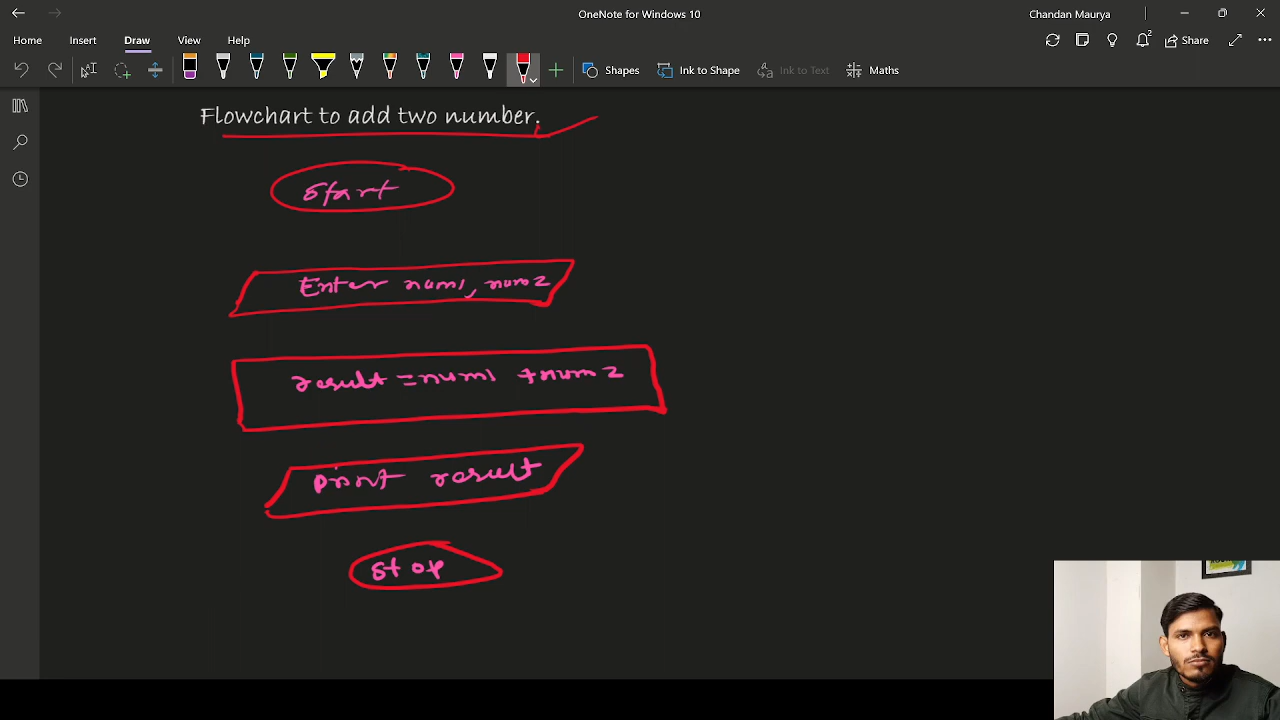 OneNote for Windows 10
Chandan Maurya
Home Insert Draw View Help
Share
Shapes Ink to Shape Ink to Text Maths
Flowchart to add two number.
Start
Enter num1, num2
result = num1 + num2
print result
stop